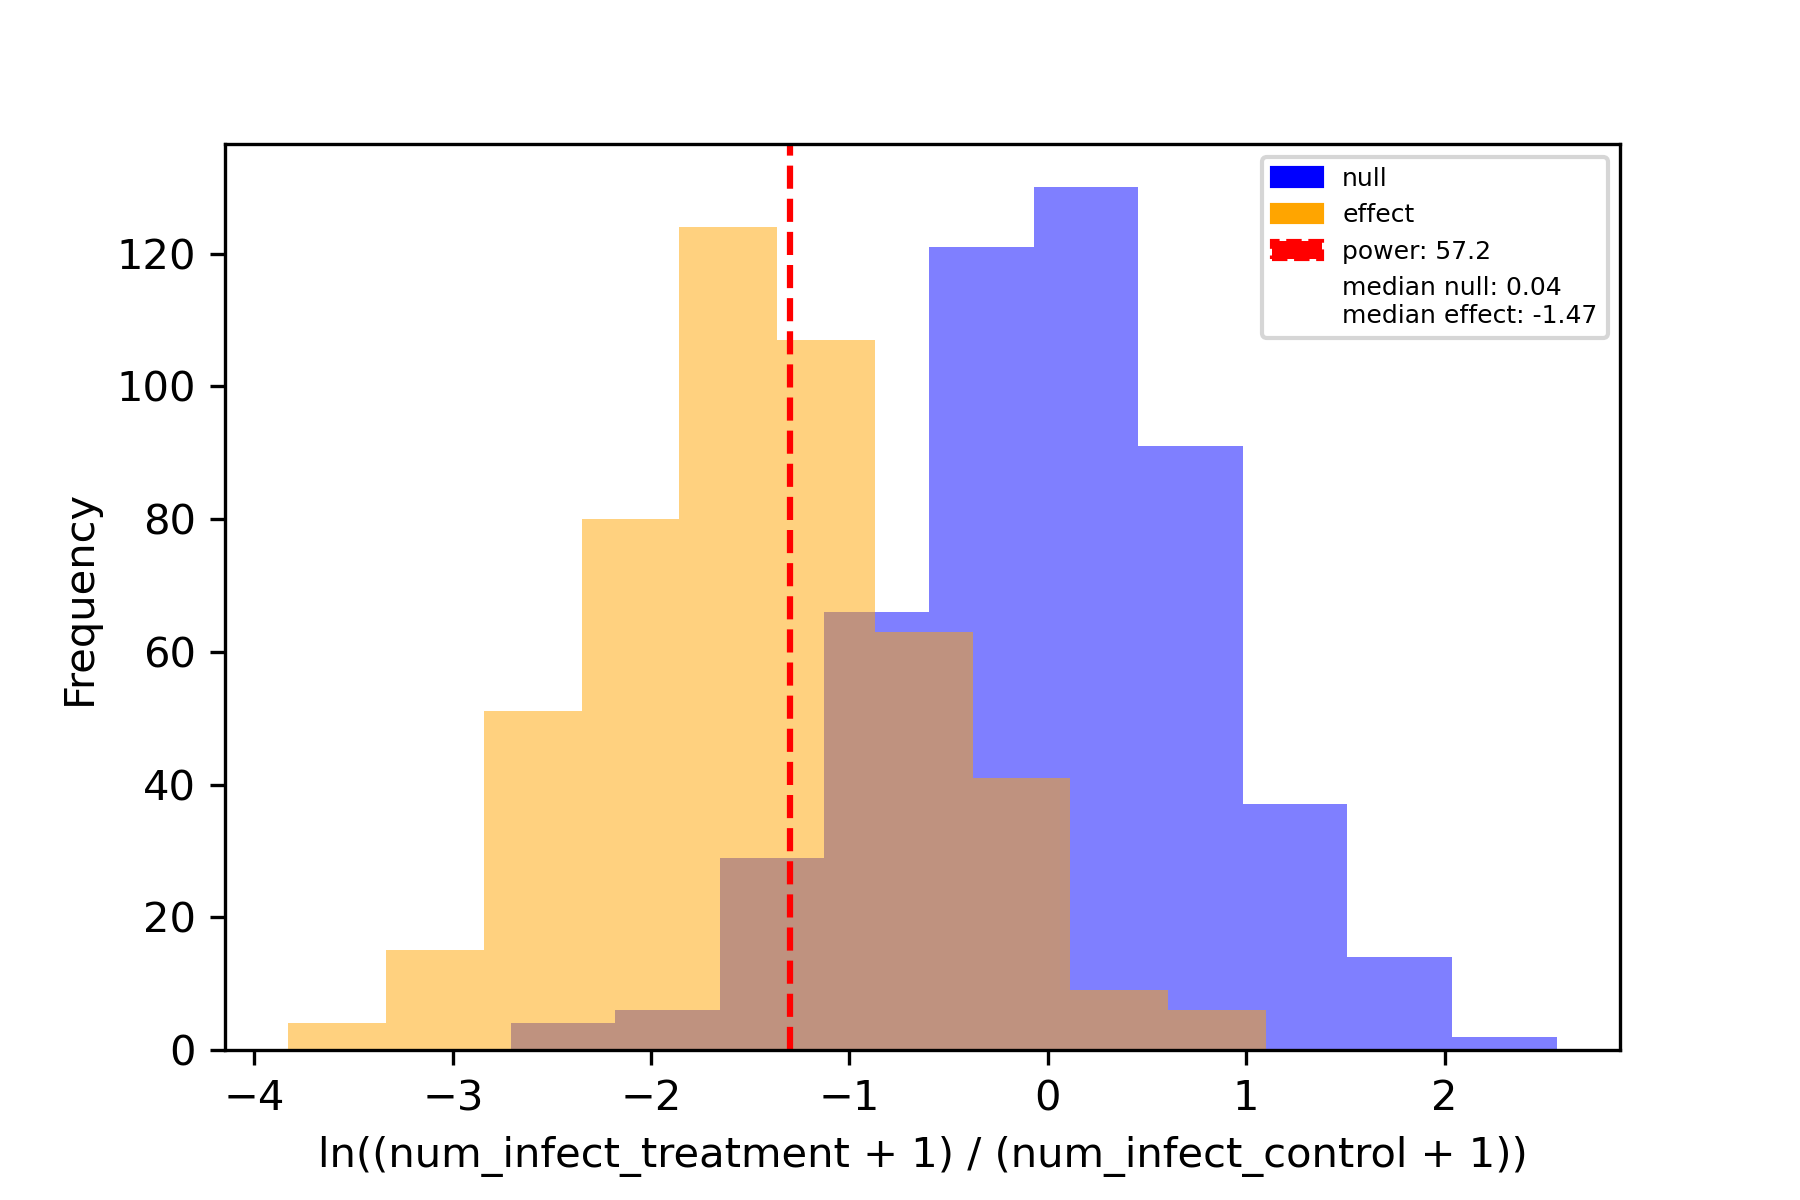 null
effect
power: 57.2
median null: 0.04
median effect: -1.47
120
100
80
60
40
20
0
Frequency
−4 −3 −2 −1 0 1 2
ln((num_infect_treatment + 1) / (num_infect_control + 1))